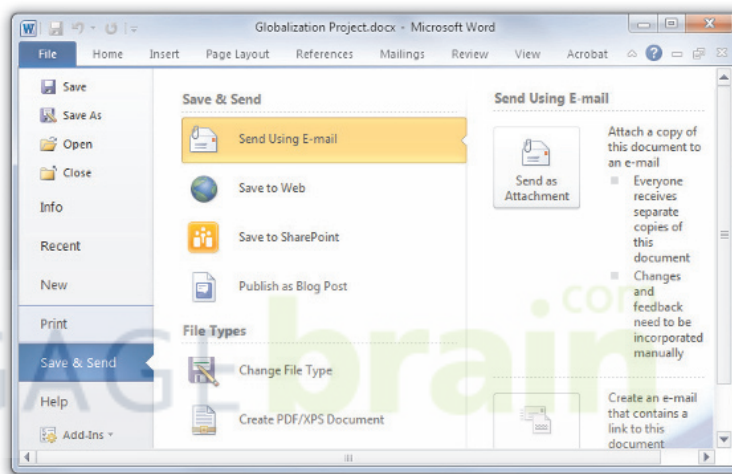 W
Globalization Project.docx - Microsoft Word
File Home Insert Page Layout References Mailings Review View Acrobat
Save
Save As
Open
Close
Info
Recent
New
Print
Save & Send
Help
Add-Ins
Save & Send
Send Using E-mail
Save to Web
Save to SharePoint
Publish as Blog Post
File Types
Change File Type
Create PDF/XPS Document
Send Using E-mail
Send as
Attachment
Attach a copy of
this document to
an e-mail
Everyone
receives
separate
copies of
this
document
Changes
and
feedback
need to be
incorporated
manually
Create an e-mail
that contains a
link to this
document
GAGEbrain
.com